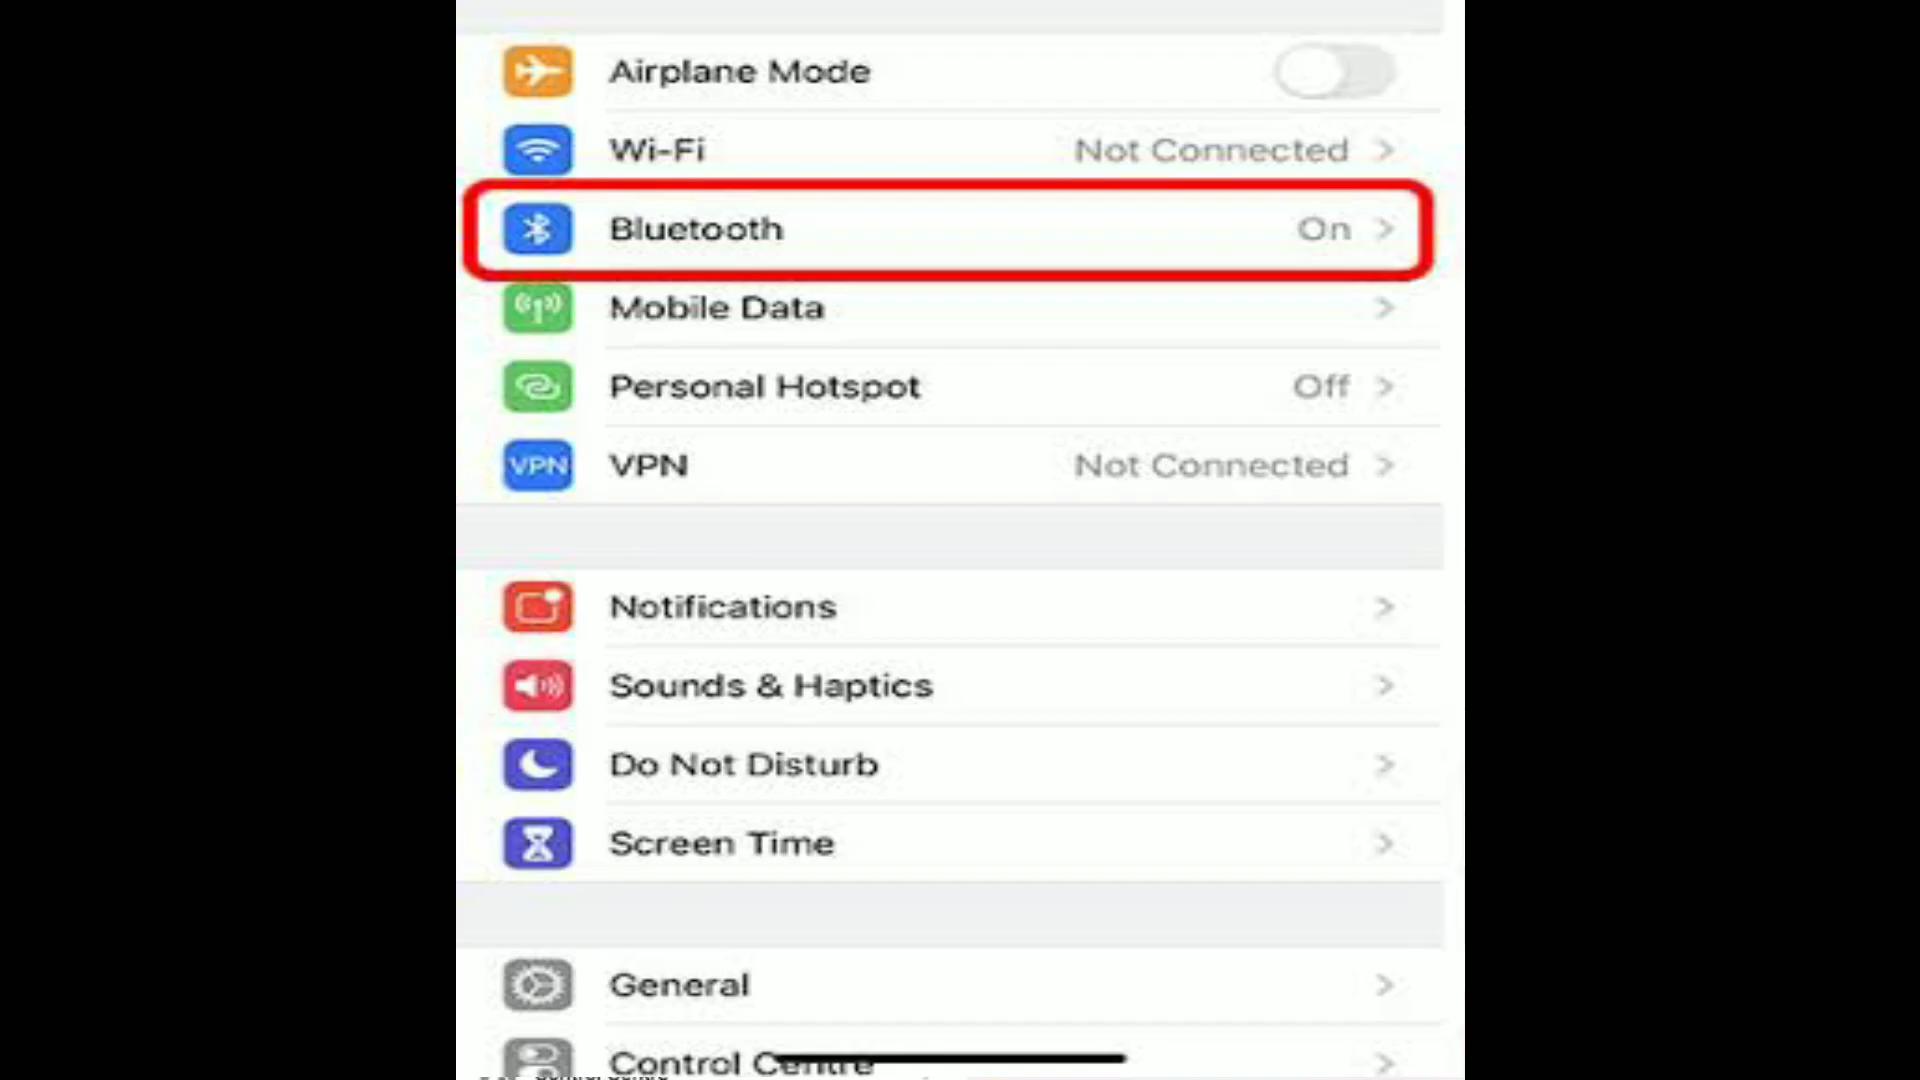 Airplane Mode
Wi-Fi Not Connected
Bluetooth On
Mobile Data
Personal Hotspot Off
VPN VPN Not Connected
Notifications
Sounds & Haptics
Do Not Disturb
Screen Time
General
Control Centre